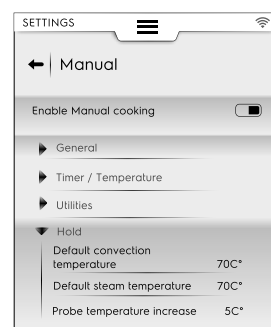 SETTINGS
Manual
Enable Manual cooking
General
Timer / Temperature
Utilities
Hold
Default convection
temperature 70C°
Default steam temperature 70C°
Probe temperature increase 5C°